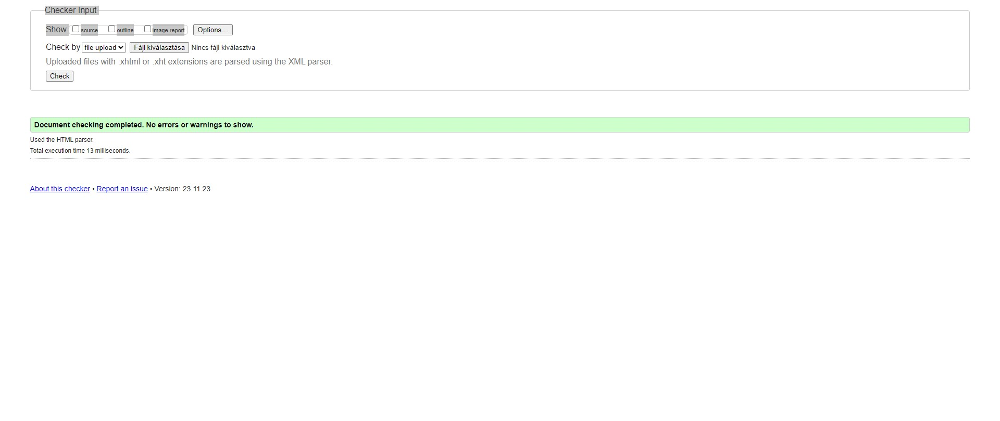 Checker Input
Show source outline image report Options...
Check by file upload Fájl kiválasztása Nincs fájl kiválasztva
Uploaded files with .xhtml or .xht extensions are parsed using the XML parser.
Check
Document checking completed. No errors or warnings to show.
Used the HTML parser.
Total execution time 13 milliseconds.
About this checker • Report an issue • Version: 23.11.23